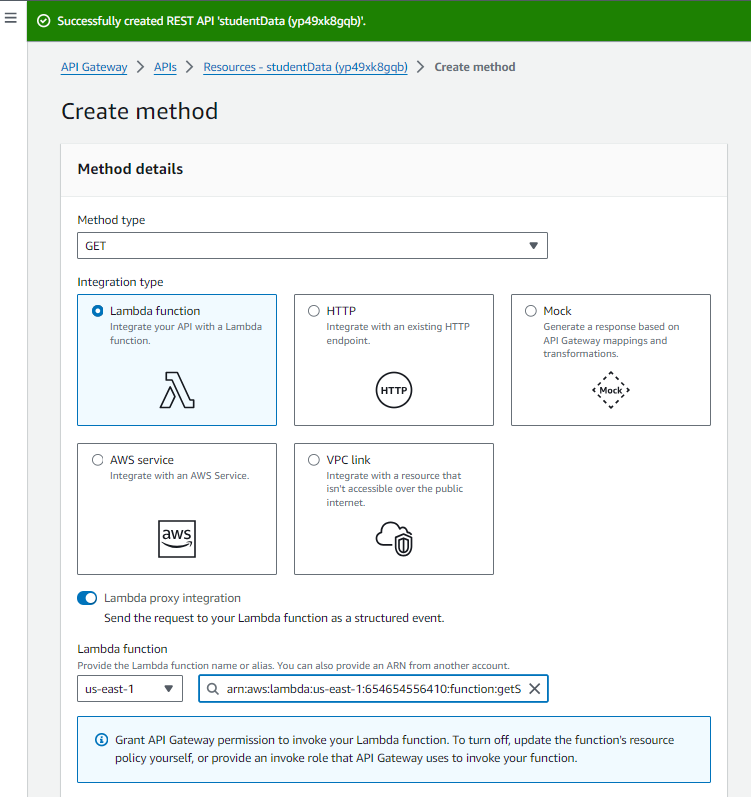 Successfully created REST API 'studentData (yp49xk8gqb)'.
API Gateway > APIs > Resources - studentData (yp49xk8gqb) > Create method
Create method
Method details
Method type
GET
Integration type
Lambda function
Integrate your API with a Lambda
function.
HTTP
Integrate with an existing HTTP
endpoint.
HTTP
Mock
Generate a response based on
API Gateway mappings and
transformations.
Mock
AWS service
Integrate with an AWS Service.
aws
VPC link
Integrate with a resource that
isn't accessible over the public
internet.
Lambda proxy integration
Send the request to your Lambda function as a structured event.
Lambda function
Provide the Lambda function name or alias. You can also provide an ARN from another account.
us-east-1
arn:aws:lambda:us-east-1:654654556410:function:getS
Grant API Gateway permission to invoke your Lambda function. To turn off, update the function's resource
policy yourself, or provide an invoke role that API Gateway uses to invoke your function.